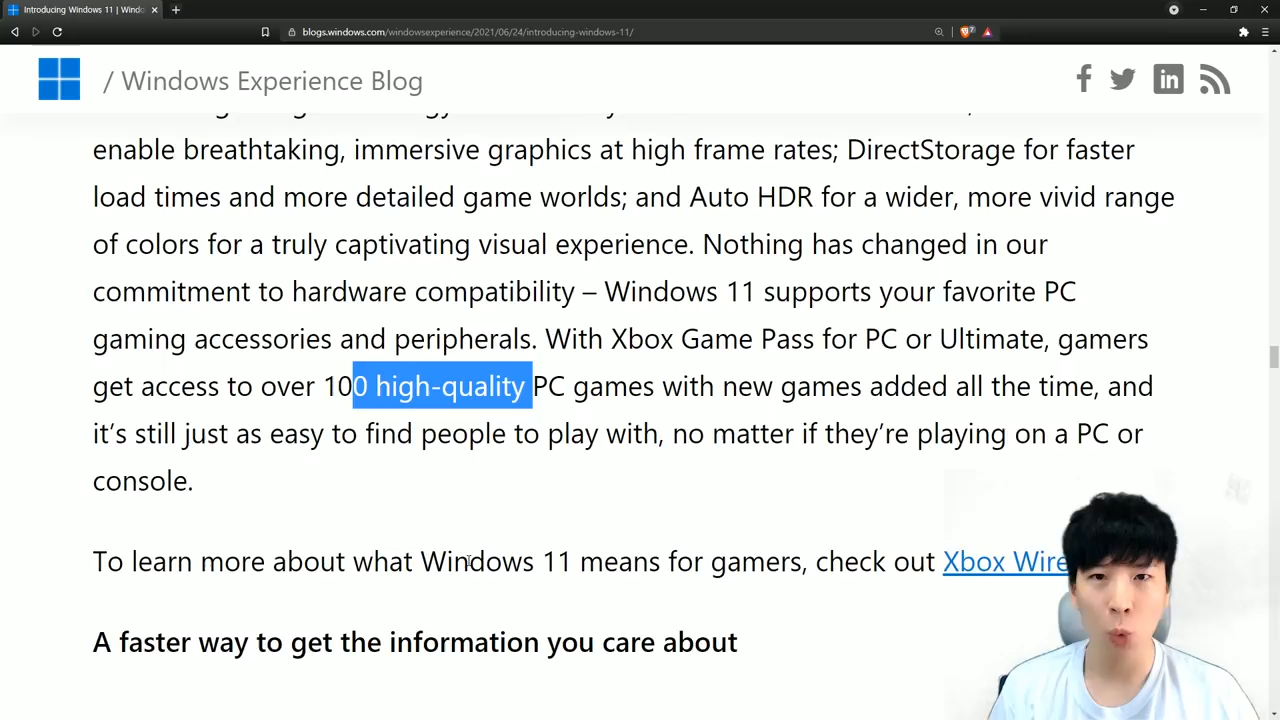 Introducing Windows 11 | Windo
blogs.windows.com/windowsexperience/2021/06/24/introducing-windows-11/
/ Windows Experience Blog
enable breathtaking, immersive graphics at high frame rates; DirectStorage for faster
load times and more detailed game worlds; and Auto HDR for a wider, more vivid range
of colors for a truly captivating visual experience. Nothing has changed in our
commitment to hardware compatibility – Windows 11 supports your favorite PC
gaming accessories and peripherals. With Xbox Game Pass for PC or Ultimate, gamers
get access to over 100 high-quality PC games with new games added all the time, and
it’s still just as easy to find people to play with, no matter if they’re playing on a PC or
console.
To learn more about what Windows 11 means for gamers, check out Xbox Wire
A faster way to get the information you care about